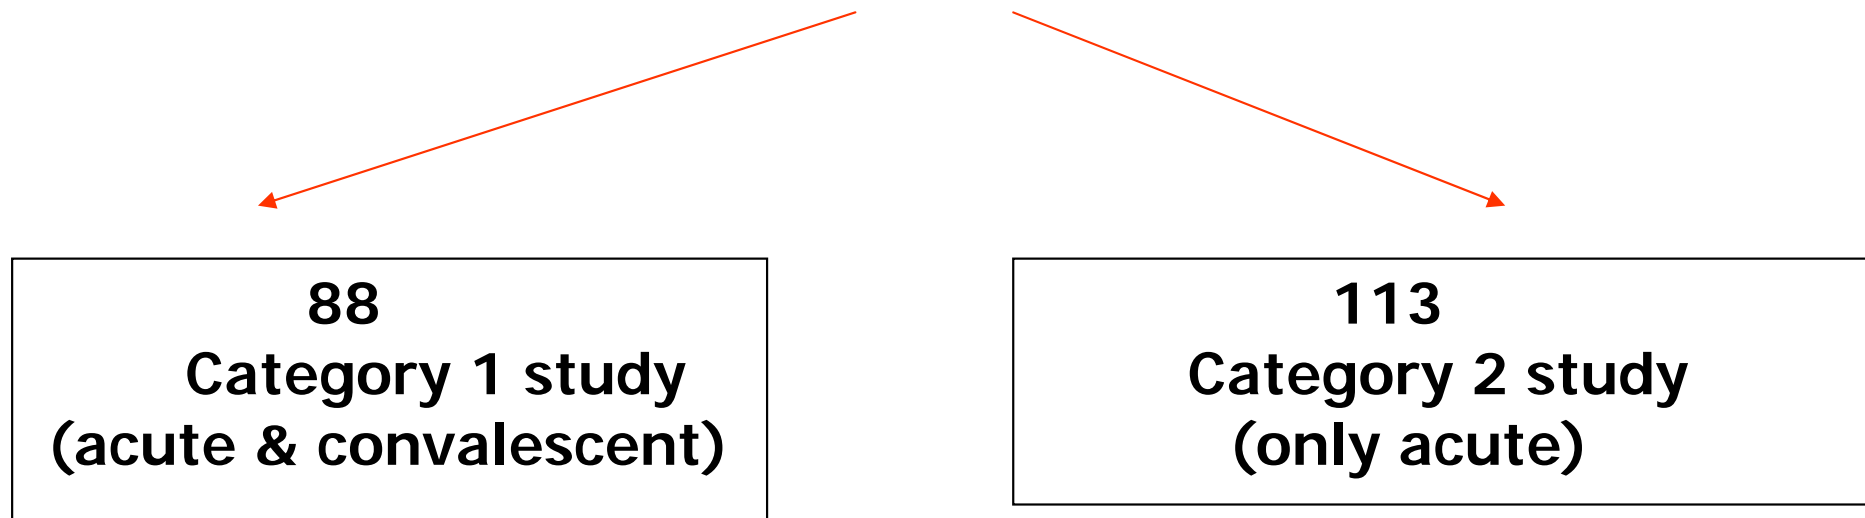 88
Category 1 study
(acute & convalescent)
113
Category 2 study
(only acute)